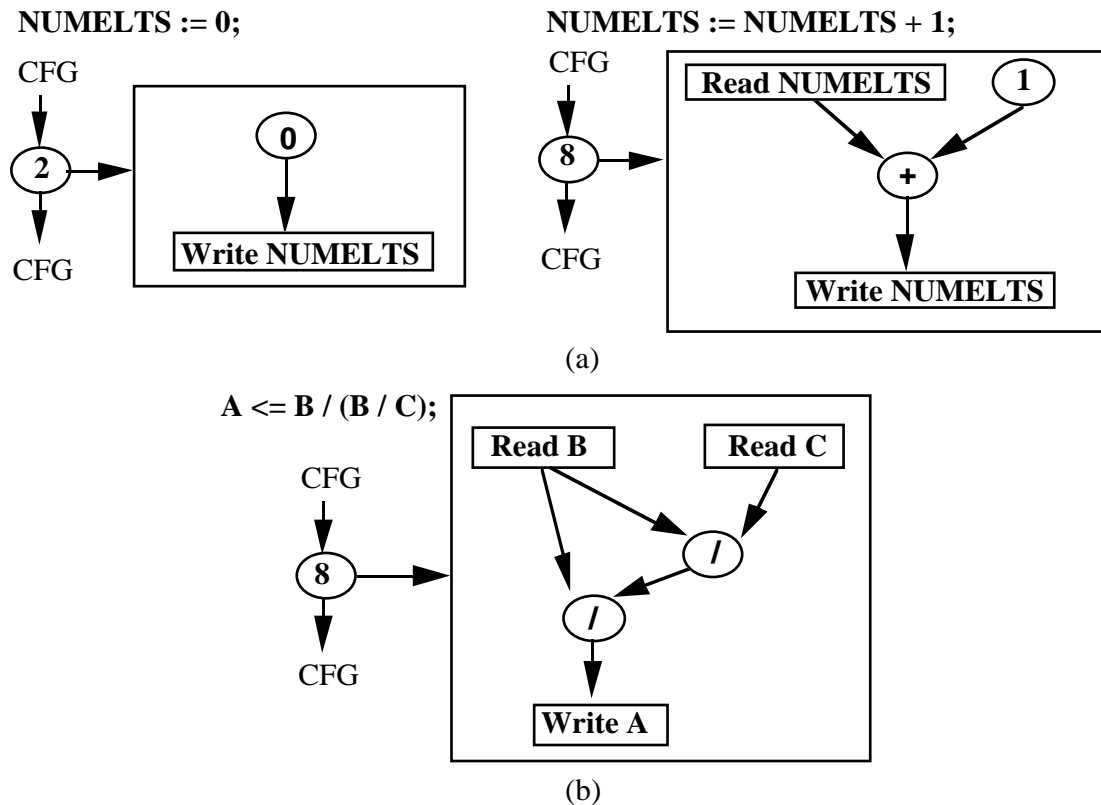 NUMELTS := 0;
CFG
2
CFG
0
Write NUMELTS
NUMELTS := NUMELTS + 1;
CFG
8
CFG
Read NUMELTS
1
+
Write NUMELTS
(a)
A <= B / (B / C);
CFG
8
CFG
Read B
Read C
/
/
Write A
(b)